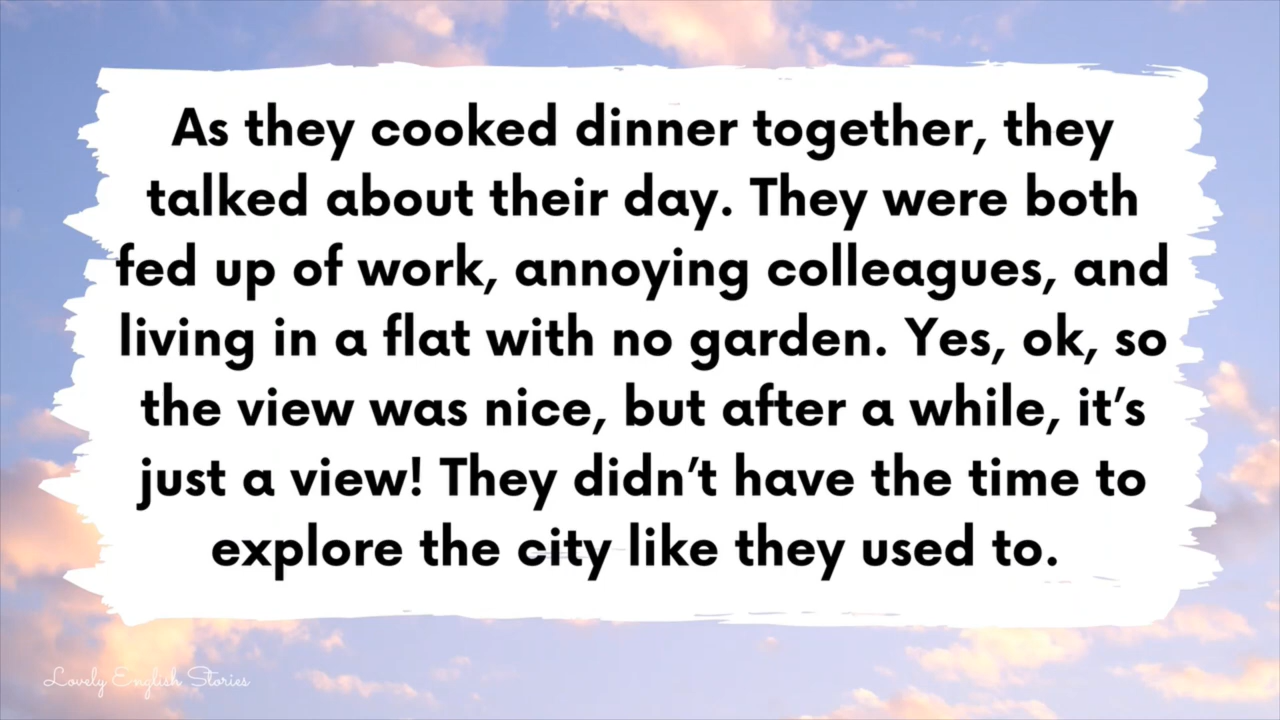 As they cooked dinner together, they
talked about their day. They were both
fed up of work, annoying colleagues, and
living in a flat with no garden. Yes, ok, so
the view was nice, but after a while, it’s
just a view! They didn’t have the time to
explore the city like they used to.
Lovely English Stories